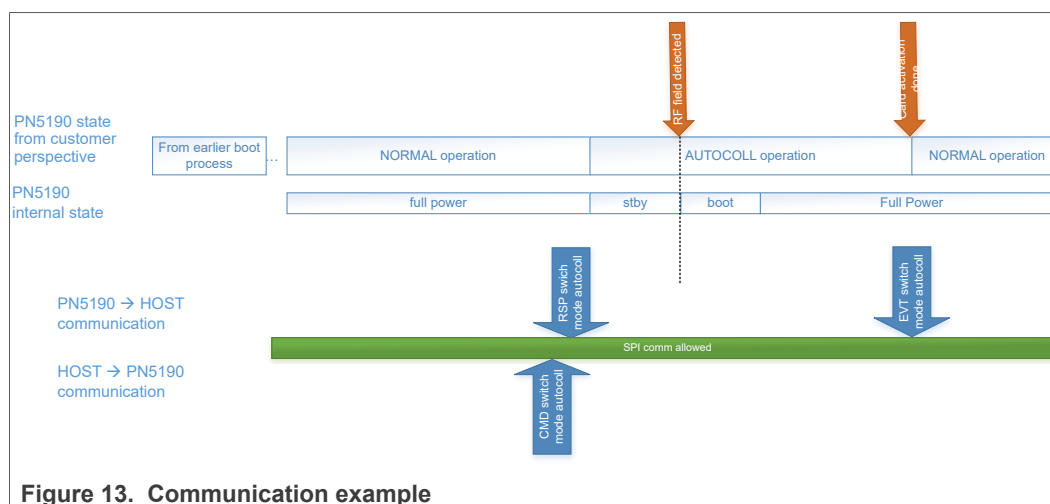 RF field detected
Card activation
done
PN5190 state
from customer
perspective
From earlier boot
process
...
NORMAL operation
AUTOCOLL operation
NORMAL operation
PN5190
internal state
full power
stby
boot
Full Power
RSP swich
mode autocoll
EVT switch
mode autocoll
PN5190 → HOST
communication
SPI comm allowed
HOST → PN5190
communication
CMD switch
mode autocoll
Figure 13. Communication example